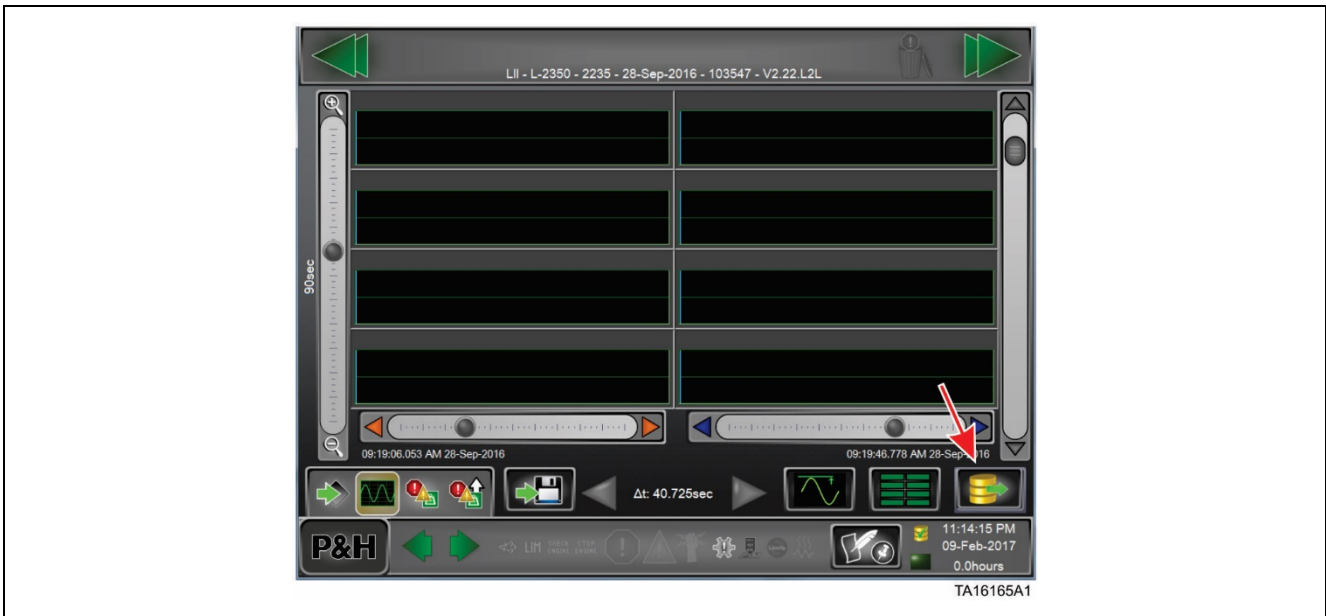 LII - L-2350 - 2235 - 28-Sep-2016 - 103547 - V2.22.L2L
90sec
09:19:06.053 AM 28-Sep-2016
09:19:46.778 AM 28-Sep-2016
Δt: 40.725sec
P&H
LIM
ENGINE ENGINE
11:14:15 PM
09-Feb-2017
0.0hours
TA16165A1